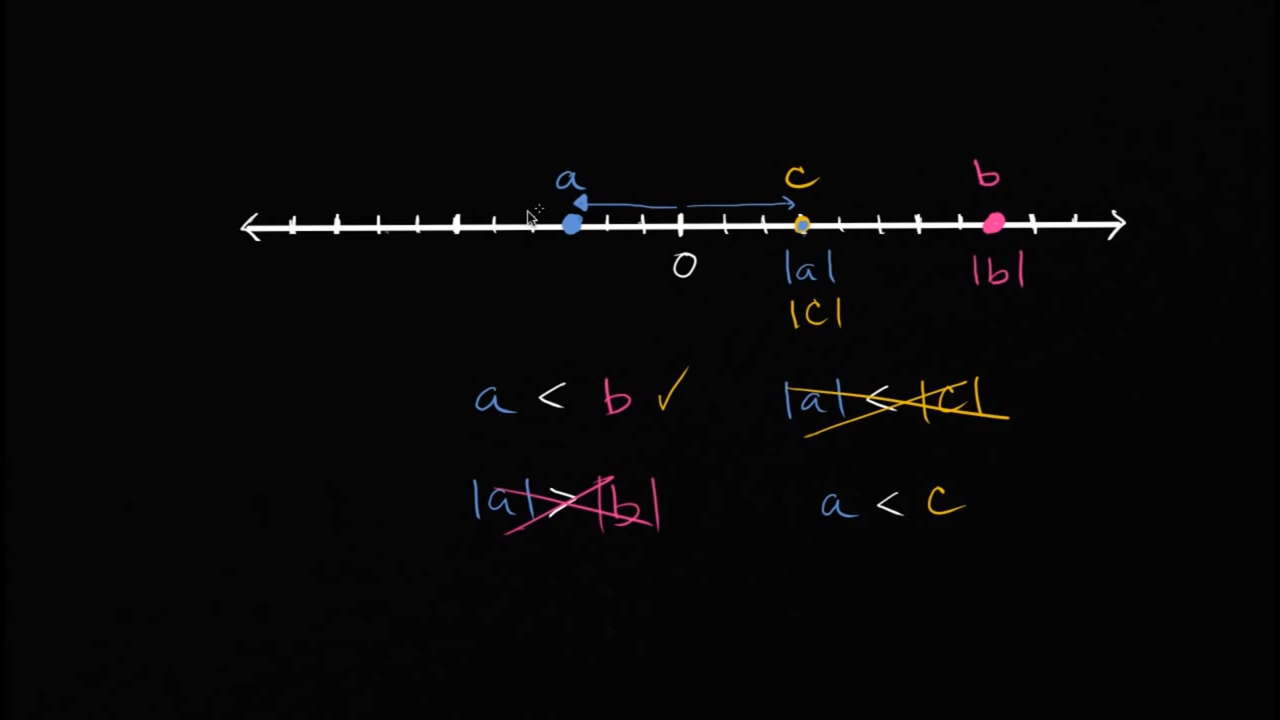 a c b
0 |a| |b|
|c|
a < b ✓ |a| < |c|
|a| > |b| a < c